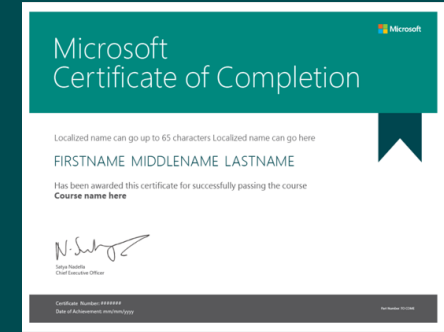 Microsoft
Microsoft
Certificate of Completion
Localized name can go up to 65 characters Localized name can go here
FIRSTNAME MIDDLENAME LASTNAME
Has been awarded this certificate for successfully passing the course
Course name here
Satya Nadella
Chief Executive Officer
Certificate Number: #######
Date of Achievement: mm/mm/yyyy
Part Number